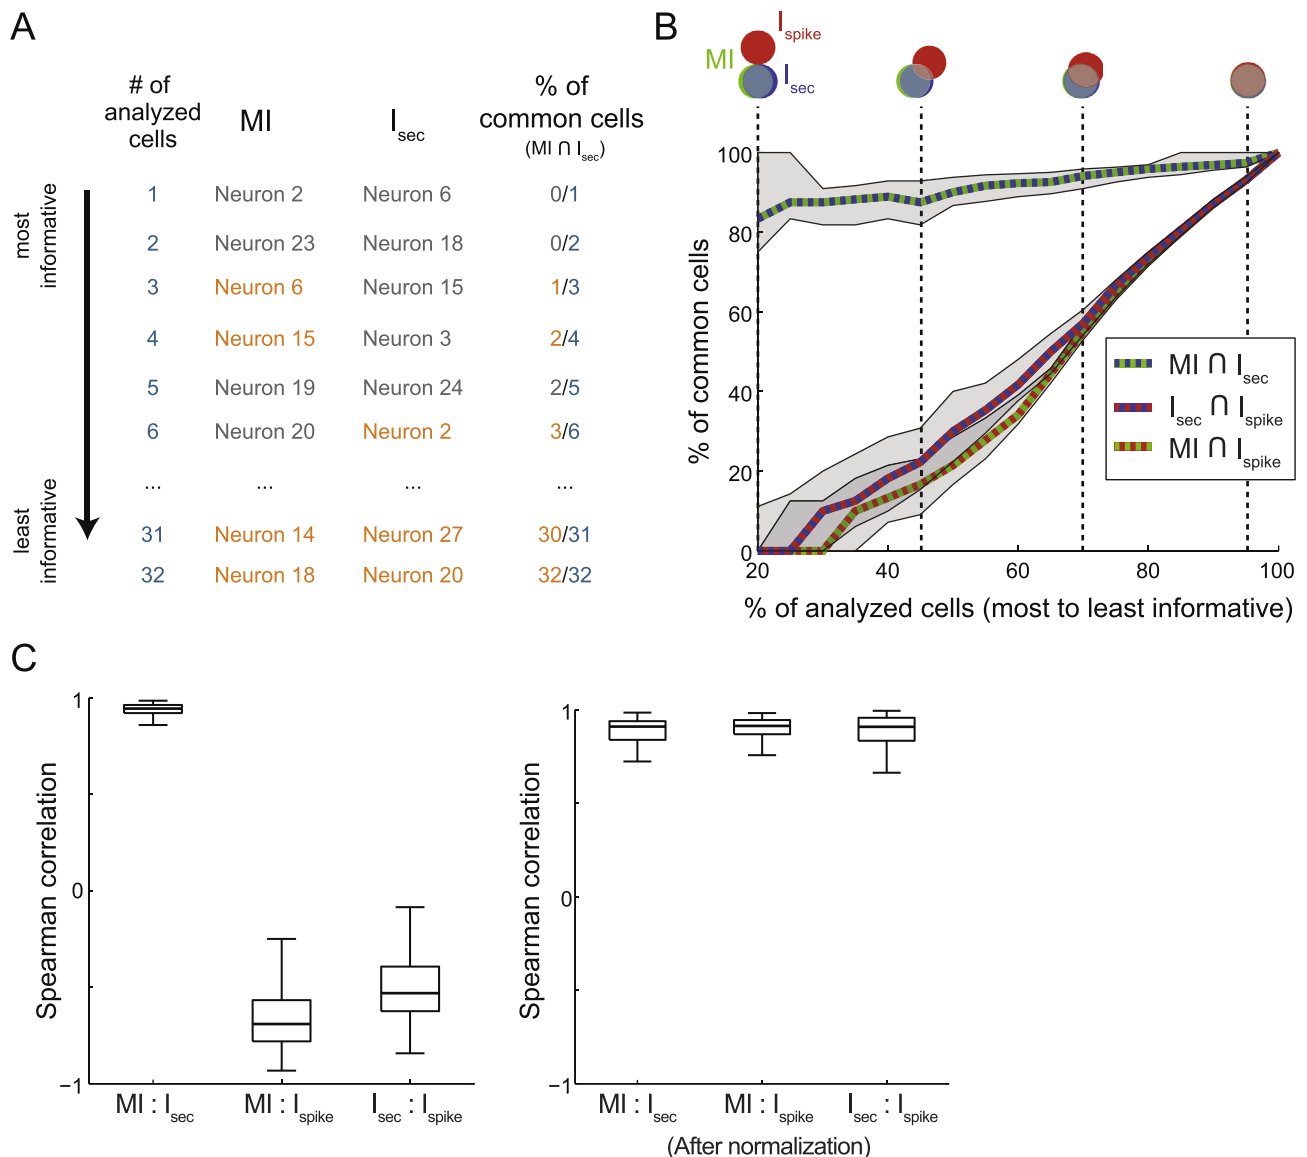 A
# of analyzed cells
MI
I sec
% of common cells
(MI ∩ I sec)
most informative
1 Neuron 2 Neuron 6 0/1
2 Neuron 23 Neuron 18 0/2
3 Neuron 6 Neuron 15 1/3
4 Neuron 15 Neuron 3 2/4
5 Neuron 19 Neuron 24 2/5
6 Neuron 20 Neuron 2 3/6
... ... ... ...
least informative
31 Neuron 14 Neuron 27 30/31
32 Neuron 18 Neuron 20 32/32
B
I spike
MI
I sec
% of common cells
100
80
60
40
20
0
20 40 60 80 100
% of analyzed cells (most to least informative)
MI ∩ I sec
I sec ∩ I spike
MI ∩ I spike
C
Spearman correlation
1
0
−1
MI : I sec
MI : I spike
I sec : I spike
Spearman correlation
1
0
−1
MI : I sec
MI : I spike
I sec : I spike
(After normalization)